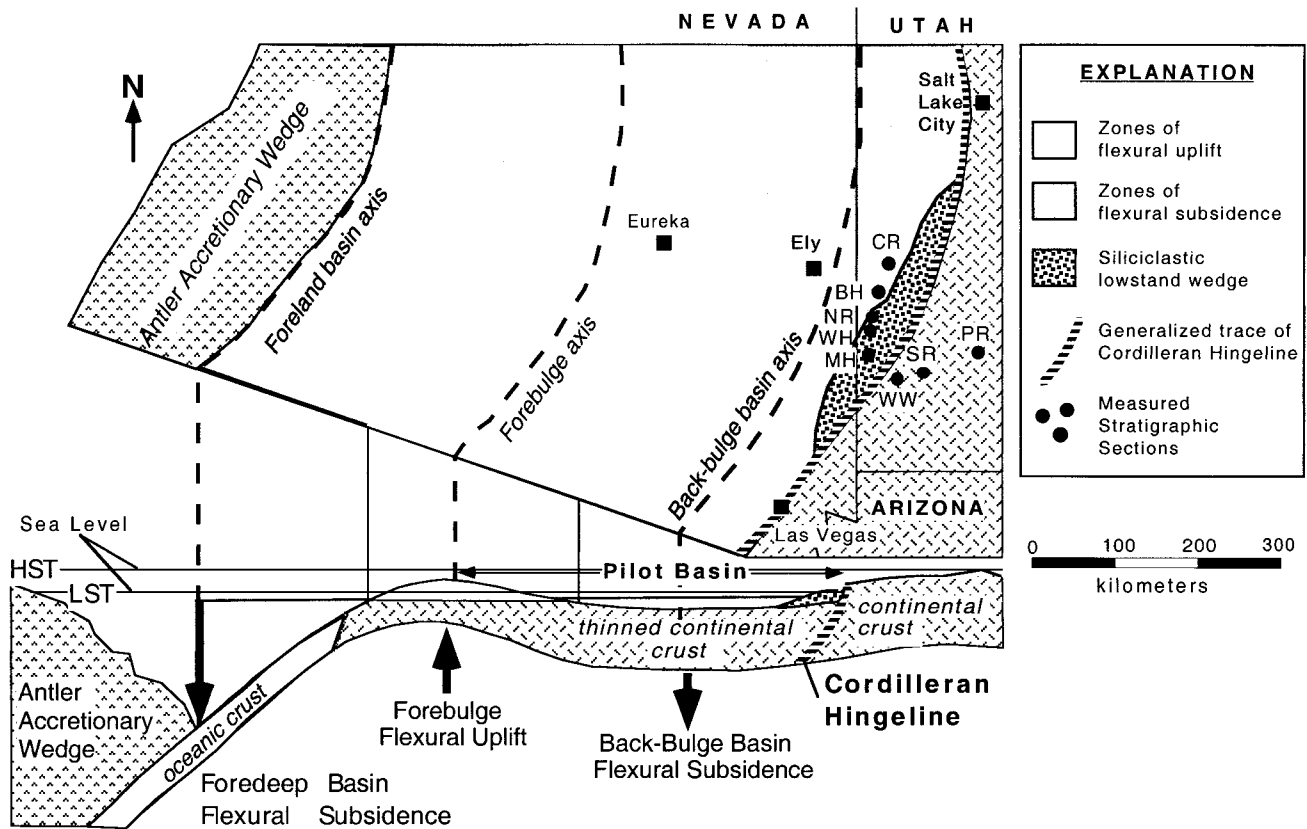 NEVADA
UTAH
N
Antler Accretionary Wedge
Foreland basin axis
Forebulge axis
Back-bulge basin axis
Eureka
Ely
Salt
Lake
City
CR
BH
NR
WH
MH
SR
PR
WW
ARIZONA
Las Vegas
EXPLANATION
Zones of
flexural uplift
Zones of
flexural subsidence
Siliciclastic
lowstand wedge
Generalized trace of
Cordilleran Hingeline
Measured
Stratigraphic
Sections
0 100 200 300
kilometers
Sea Level
HST
LST
Pilot Basin
thinned continental
crust
continental
crust
Antler
Accretionary
Wedge
oceanic crust
Forebulge
Flexural Uplift
Back-Bulge Basin
Flexural Subsidence
Cordilleran
Hingeline
Foredeep Basin
Flexural Subsidence